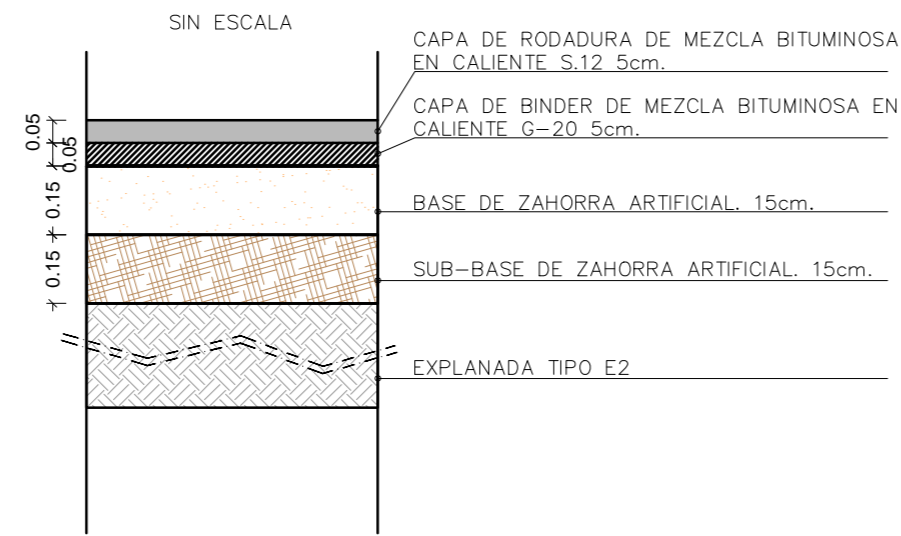 SIN ESCALA
CAPA DE RODADURA DE MEZCLA BITUMINOSA
EN CALIENTE S.12 5cm.
CAPA DE BINDER DE MEZCLA BITUMINOSA EN
CALIENTE G-20 5cm.
0.05
0.05
0.15
BASE DE ZAHORRA ARTIFICIAL. 15cm.
0.15
SUB-BASE DE ZAHORRA ARTIFICIAL. 15cm.
EXPLANADA TIPO E2